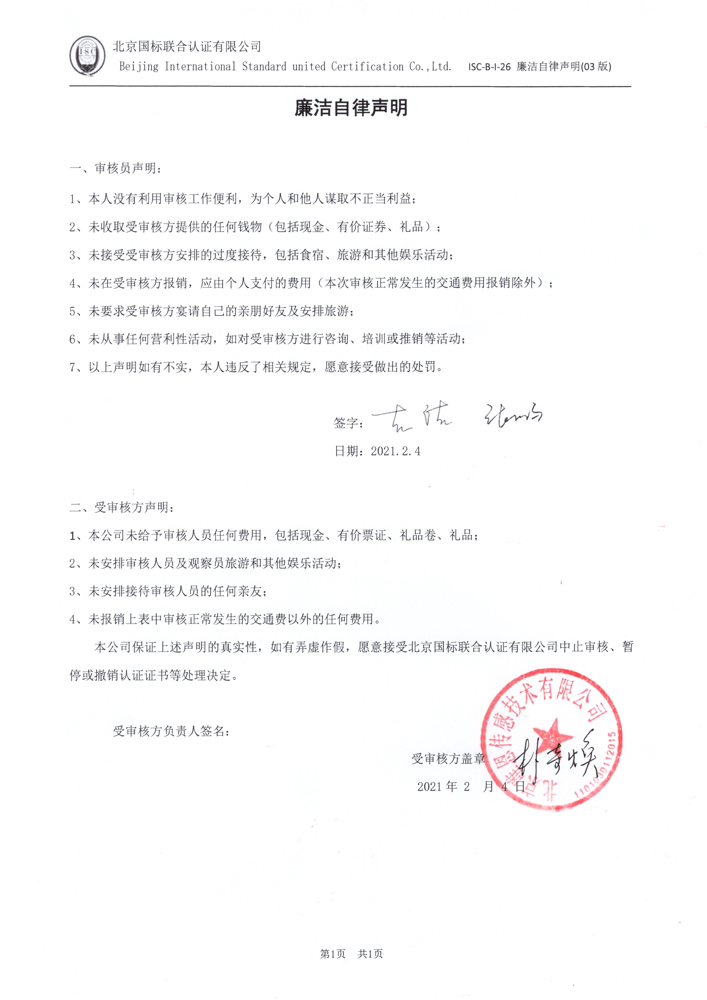 ISC
北京国标联合认证有限公司
Beijing International Standard united Certification Co.,Ltd. ISC-B-I-26 廉洁自律声明(03 版)
廉洁自律声明
一、审核员声明：
1、本人没有利用审核工作便利，为个人和他人谋取不正当利益；
2、未收取受审核方提供的任何钱物（包括现金、有价证券、礼品）；
3、未接受受审核方安排的过度接待，包括食宿、旅游和其他娱乐活动；
4、未在受审核方报销，应由个人支付的费用（本次审核正常发生的交通费用报销除外）；
5、未要求受审核方宴请自己的亲朋好友及安排旅游；
6、未从事任何营利性活动，如对受审核方进行咨询、培训或推销等活动；
7、以上声明如有不实，本人违反了相关规定，愿意接受做出的处罚。
签字： 吉洁
日期：2021.2.4
二、受审核方声明：
1、本公司未给予审核人员任何费用，包括现金、有价票证、礼品卷、礼品；
2、未安排审核人员及观察员旅游和其他娱乐活动；
3、未安排接待审核人员的任何亲友；
4、未报销上表中审核正常发生的交通费以外的任何费用。
本公司保证上述声明的真实性，如有弄虚作假，愿意接受北京国标联合认证有限公司中止审核、暂
停或撤销认证证书等处理决定。
受审核方负责人签名：
受审核方盖章
2021 年 2 月 4 日
恩传感技术有限公司
1101030112015
第1页 共1页